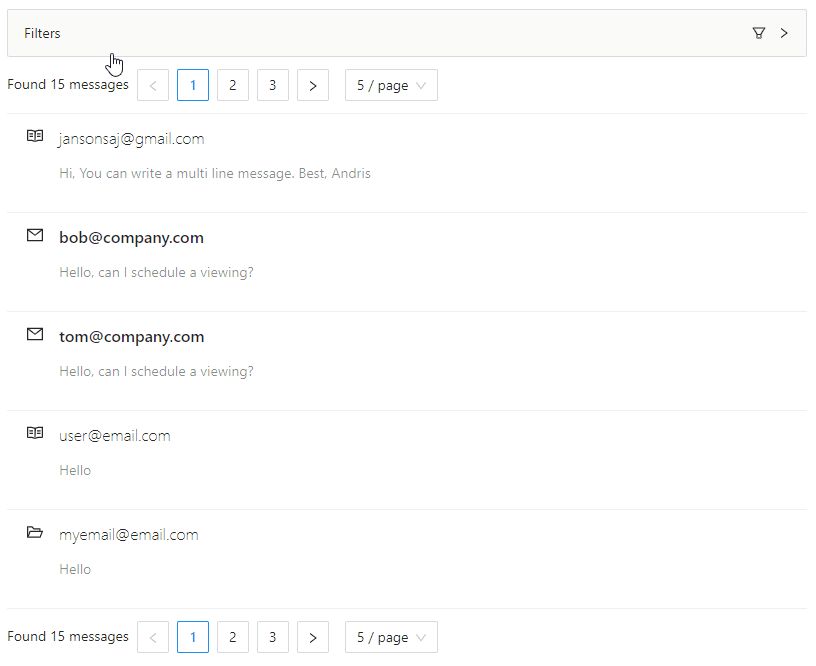 Filters
Found 15 messages < 1 2 3 > 5 / page
jansonsaj@gmail.com
Hi, You can write a multi line message. Best, Andris
bob@company.com
Hello, can I schedule a viewing?
tom@company.com
Hello, can I schedule a viewing?
user@email.com
Hello
myemail@email.com
Hello
Found 15 messages < 1 2 3 > 5 / page